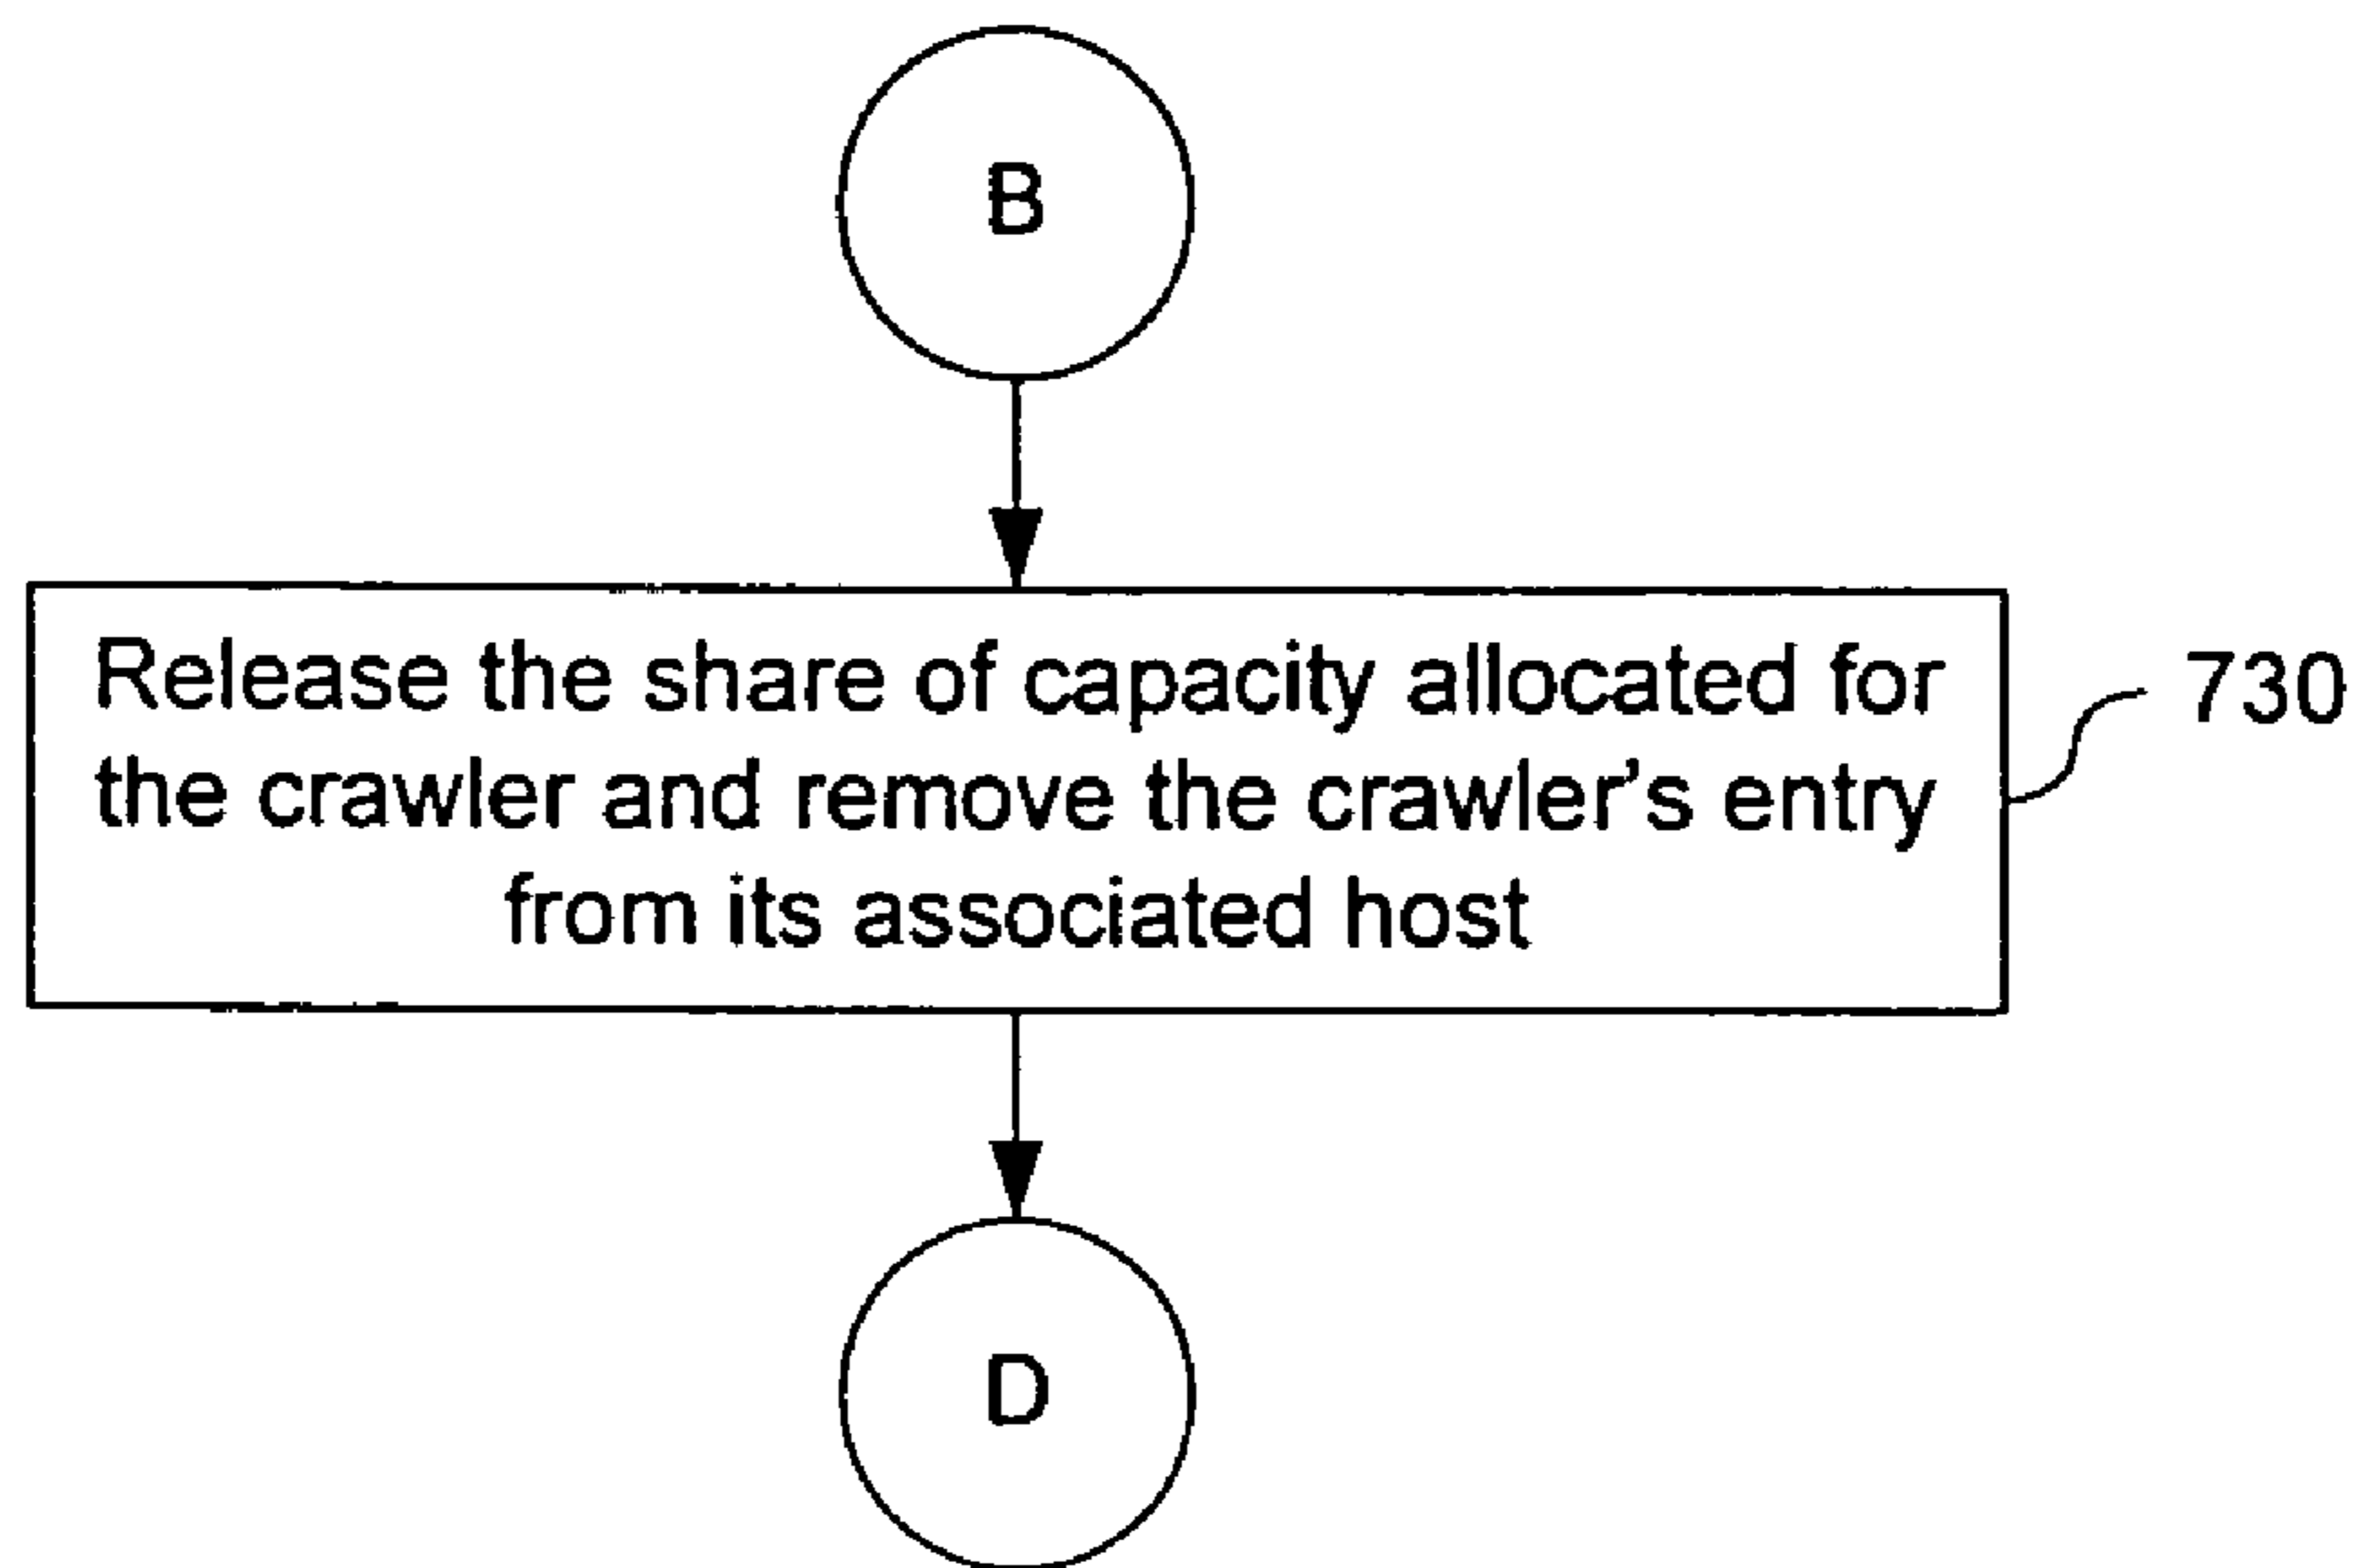 B
Release the share of capacity allocated for
the crawler and remove the crawler's entry
from its associated host
730
D